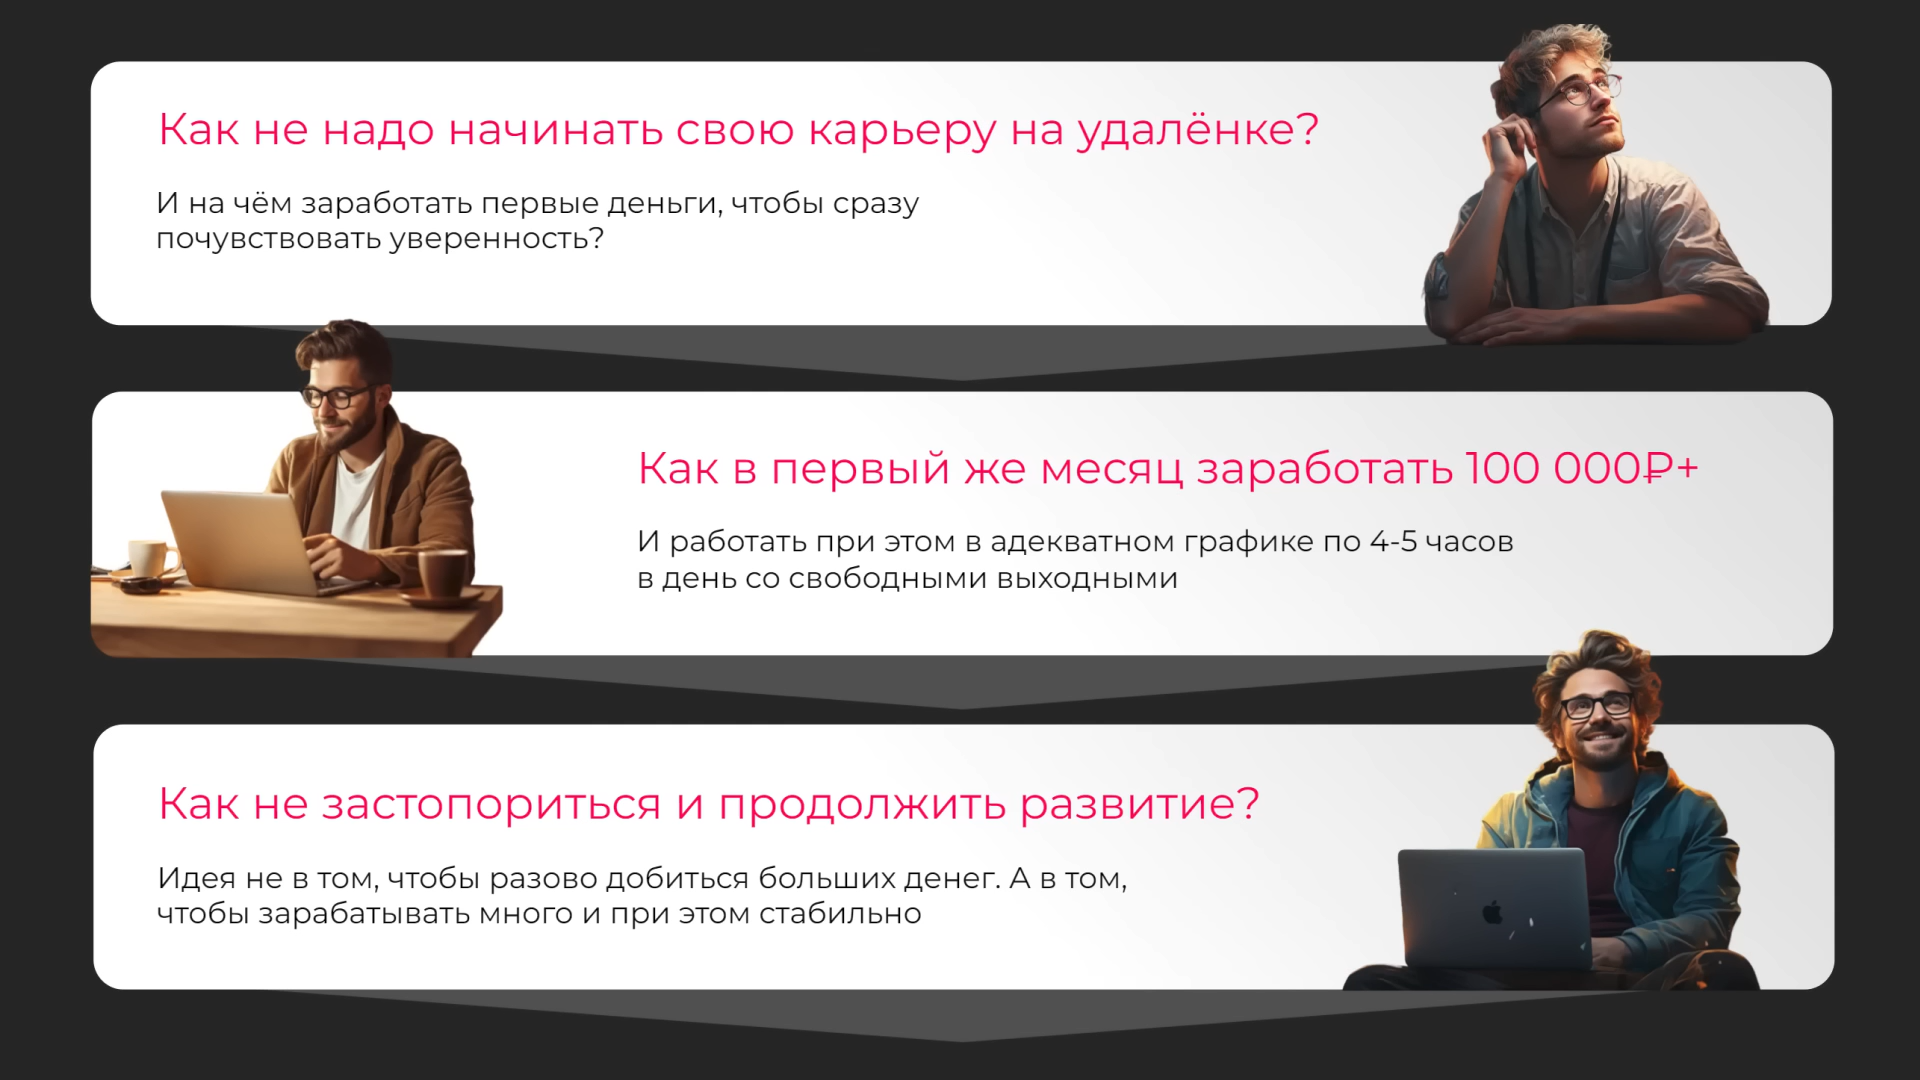 Как не надо начинать свою карьеру на удалёнке?
И на чём заработать первые деньги, чтобы сразу
почувствовать уверенность?
Как в первый же месяц заработать 100 000₽+
И работать при этом в адекватном графике по 4-5 часов
в день со свободными выходными
Как не застопориться и продолжить развитие?
Идея не в том, чтобы разово добиться больших денег. А в том,
чтобы зарабатывать много и при этом стабильно